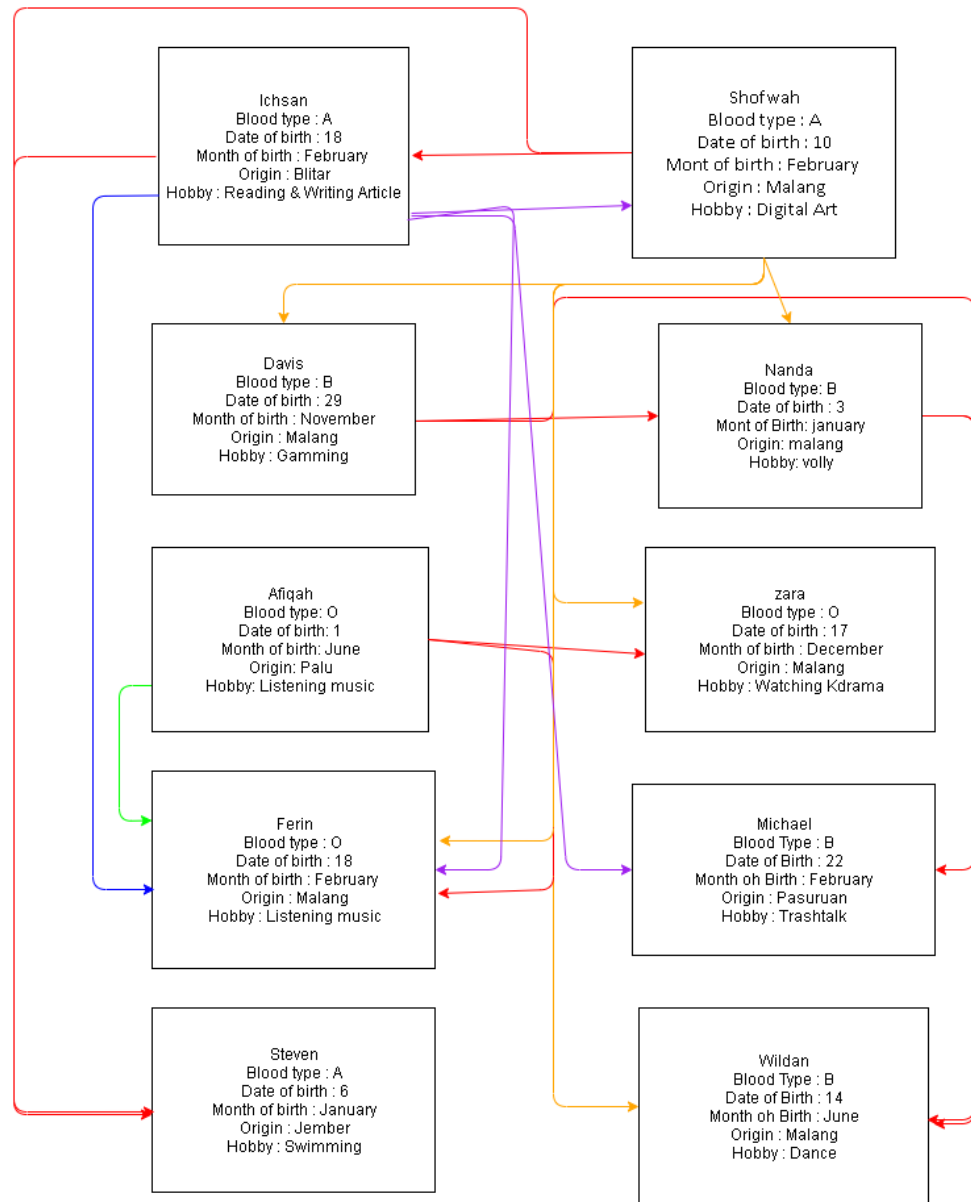 Ichsan
Blood type : A
Date of birth : 18
Month of birth : February
Origin : Blitar
Hobby : Reading & Writing Article
Shofwah
Blood type : A
Date of birth : 10
Mont of birth : February
Origin : Malang
Hobby : Digital Art
Davis
Blood type : B
Date of birth : 29
Month of birth : November
Origin : Malang
Hobby : Gamming
Nanda
Blood type: B
Date of birth : 3
Mont of Birth: january
Origin: malang
Hobby: volly
Afiqah
Blood type: O
Date of birth: 1
Month of birth: June
Origin: Palu
Hobby: Listening music
zara
Blood type : O
Date of birth : 17
Month of birth : December
Origin : Malang
Hobby : Watching Kdrama
Ferin
Blood type : O
Date of birth : 18
Month of birth : February
Origin : Malang
Hobby : Listening music
Michael
Blood Type : B
Date of Birth : 22
Month oh Birth : February
Origin : Pasuruan
Hobby : Trashtalk
Steven
Blood type : A
Date of birth : 6
Month of birth : January
Origin : Jember
Hobby : Swimming
Wildan
Blood Type : B
Date of Birth : 14
Month oh Birth : June
Origin : Malang
Hobby : Dance